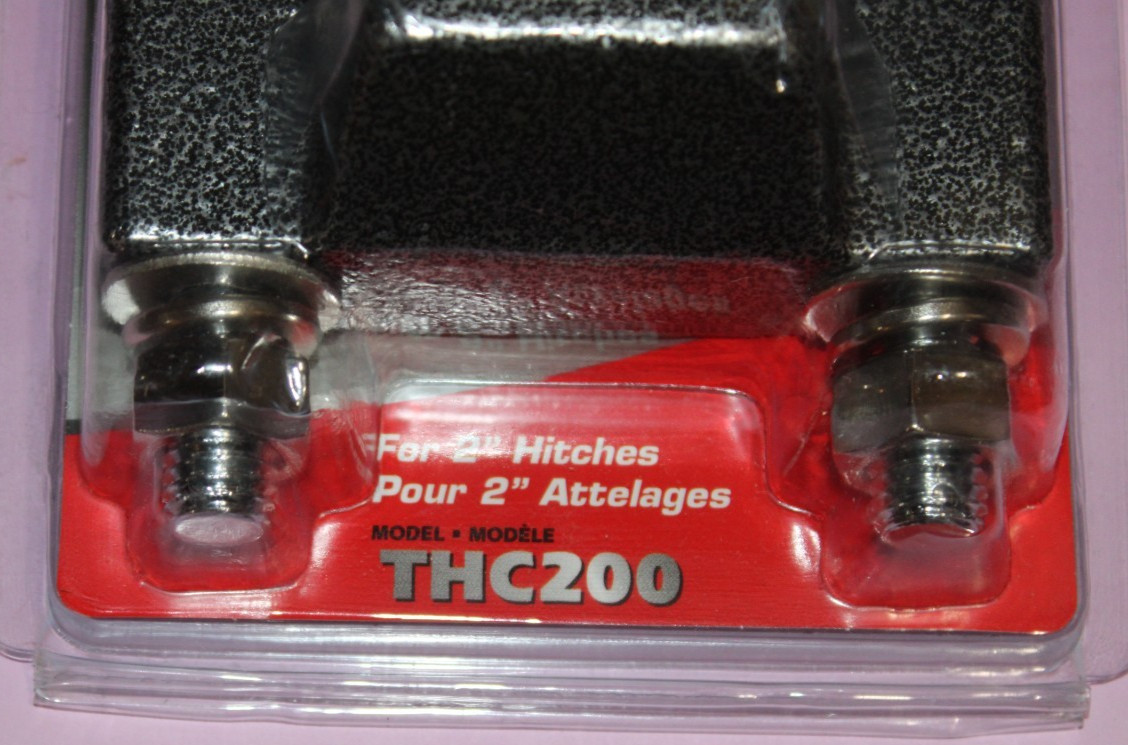 For 2" Hitches
Pour 2" Attelages
MODEL ▪ MODÈLE
THC200